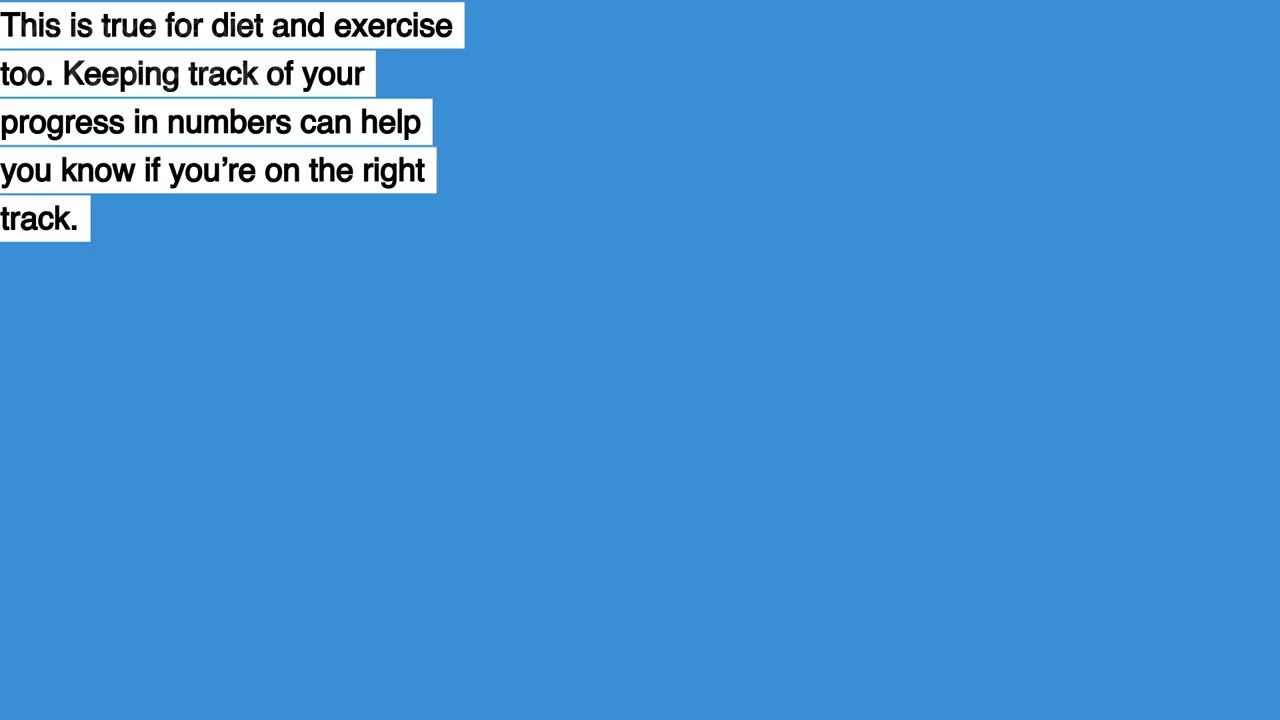 This is true for diet and exercise
too. Keeping track of your
progress in numbers can help
you know if you’re on the right
track.